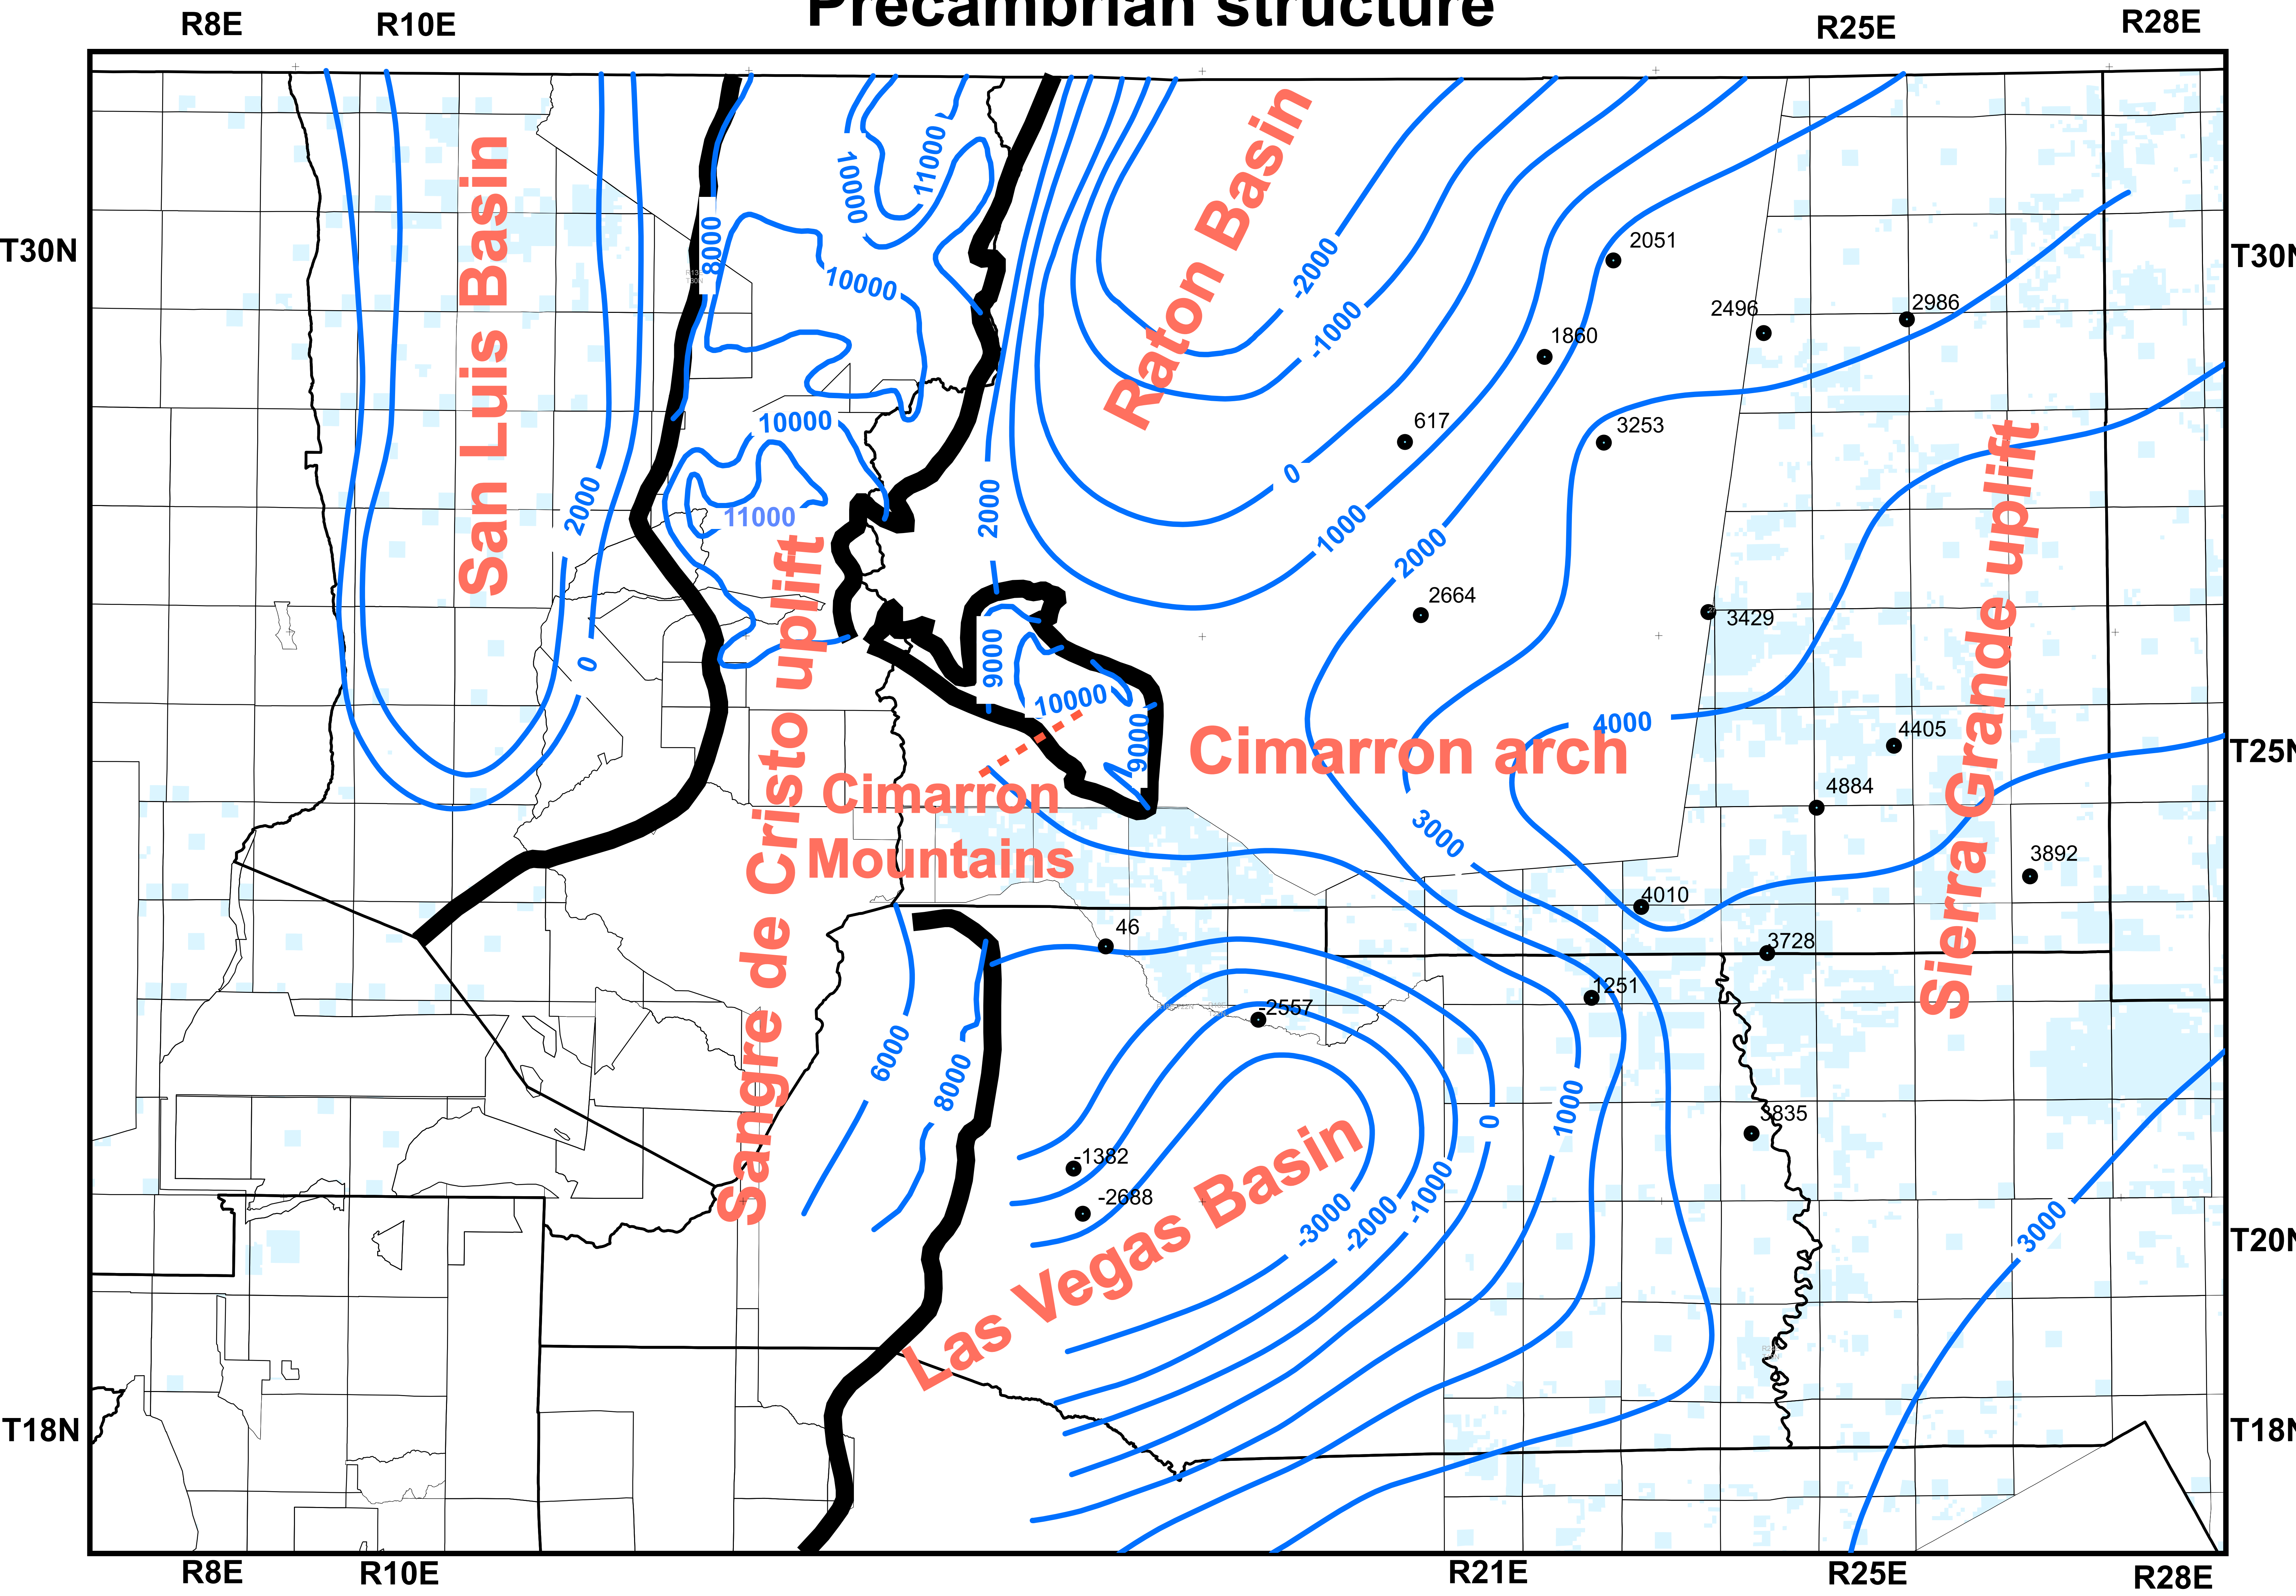 Precambrian structure
R8E
R10E
R25E
R28E
T30N
T30N
San Luis Basin
Raton Basin
8000
10000
11000
10000
-2000
-1000
2051
2496
2986
1860
617
3253
10000
11000
2000
2000
0
1000
2000
0
2664
3429
9000
10000
9000
4000
Cimarron arch
4405
4884
T25N
T25N
Sangre de Cristo uplift
Sierra Grande uplift
Cimarron
Mountains
3000
3892
4010
46
3728
-2557
1251
6000
8000
0
1000
3835
-1382
-2688
Las Vegas Basin
-3000
-2000
-1000
3000
T20N
T18N
T18N
R8E
R10E
R21E
R25E
R28E